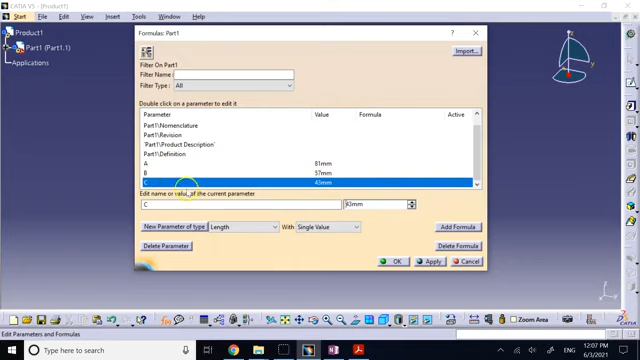 CATIA V5 - [Product1]
Start File Edit View Insert Tools Window Help
Product1
Part1 (Part1.1)
Applications
Formulas: Part1
Import...
Filter On Part1
Filter Name :
Filter Type : All
Double click on a parameter to edit it
Parameter Value Formula Active
Part1\Nomenclature
Part1\Revision
`Part1\Product Description`
Part1\Definition
A 81mm
B 57mm
C 43mm
Edit name or value of the current parameter
C 43mm
New Parameter of type Length With Single Value Add Formula
Delete Parameter Delete Formula
OK Apply Cancel
z
y
x
Zoom Area
CATIA
Edit Parameters and Formulas
Type here to search
ENG
12:07 PM
6/3/2021